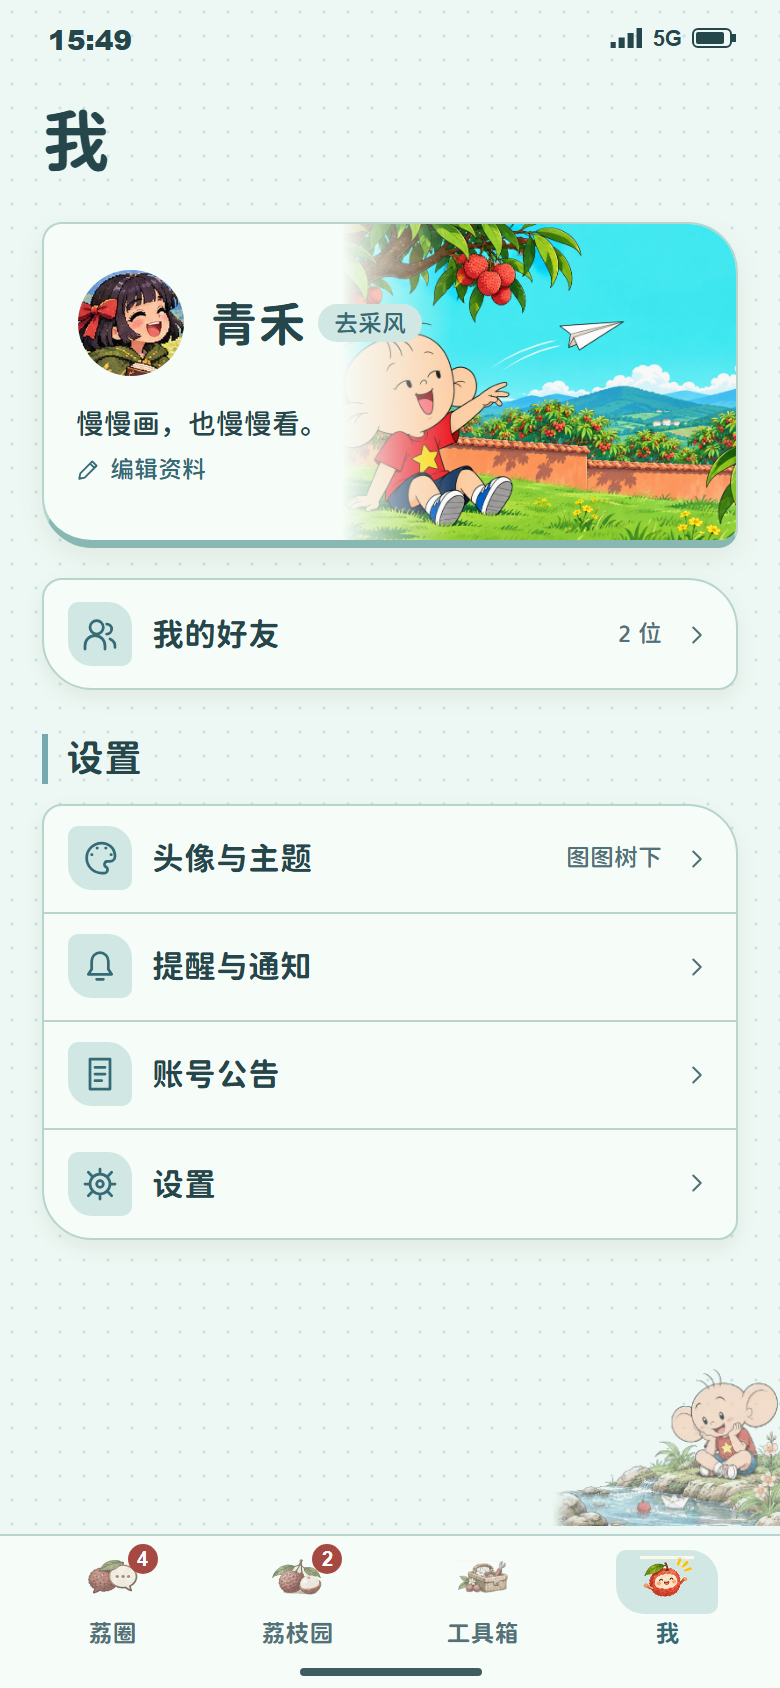 15:49
5G
我
青禾
去采风
慢慢画，也慢慢看。
编辑资料
我的好友
2 位
设置
头像与主题
图图树下
提醒与通知
账号公告
设置
4
2
荔圈
荔枝园
工具箱
我